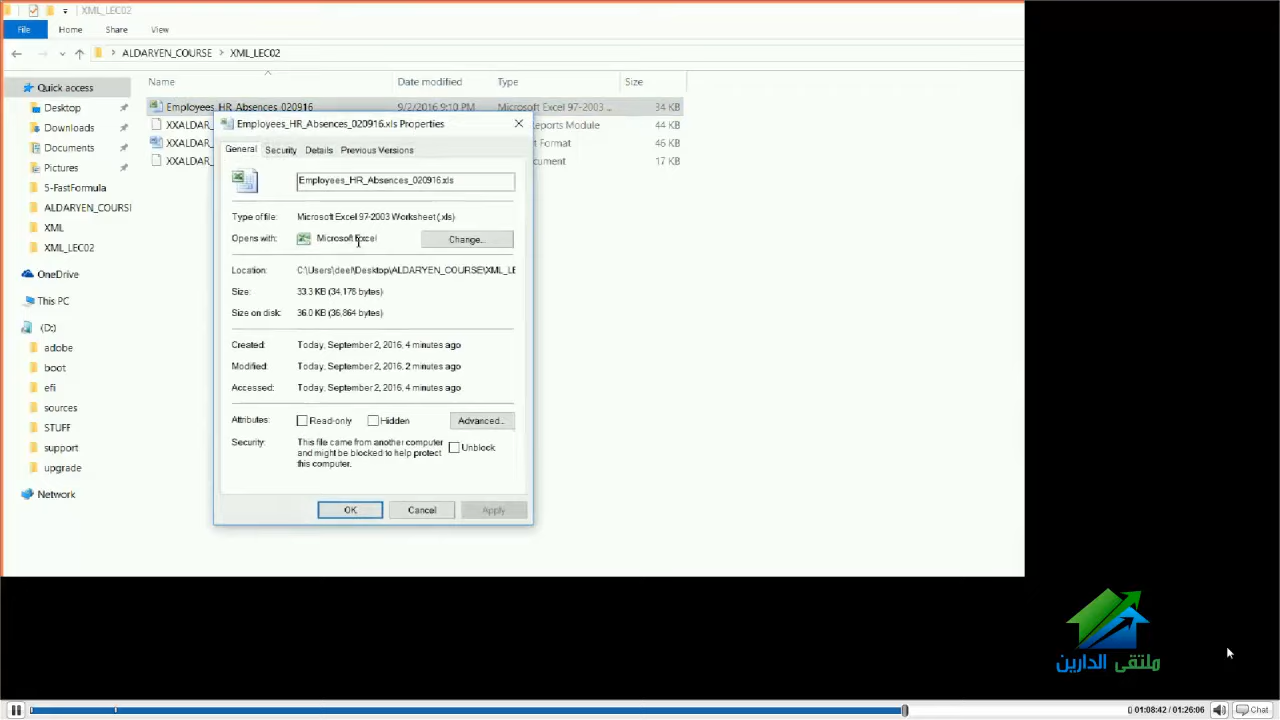 XML_LEC02
File Home Share View
ALDARYEN_COURSE > XML_LEC02
Name Date modified Type Size
Quick access
Desktop
Downloads
Documents
Pictures
5-FastFormula
ALDARYEN_COURSI
XML
XML_LEC02
OneDrive
This PC
(D:)
adobe
boot
efi
sources
STUFF
support
upgrade
Network
Employees_HR_Absences_020916 9/2/2016 9:10 PM Microsoft Excel 97-2003 ... 34 KB
XXALDAR_ eports Module 44 KB
XXALDAR_ t Format 46 KB
XXALDAR_ cument 17 KB
Employees_HR_Absences_020916.xls Properties
General Security Details Previous Versions
Employees_HR_Absences_020916.xls
Type of file: Microsoft Excel 97-2003 Worksheet (.xls)
Opens with: Microsoft Excel Change...
Location: C:\Users\deel\Desktop\ALDARYEN_COURSE\XML_LE
Size: 33.3 KB (34,178 bytes)
Size on disk: 36.0 KB (36,864 bytes)
Created: Today, September 2, 2016, 4 minutes ago
Modified: Today, September 2, 2016, 2 minutes ago
Accessed: Today, September 2, 2016, 4 minutes ago
Attributes: Read-only Hidden Advanced...
Security: This file came from another computer
and might be blocked to help protect
this computer.
Unblock
OK Cancel Apply
ملتقى الدارين
01:08:42 / 01:26:06 Chat